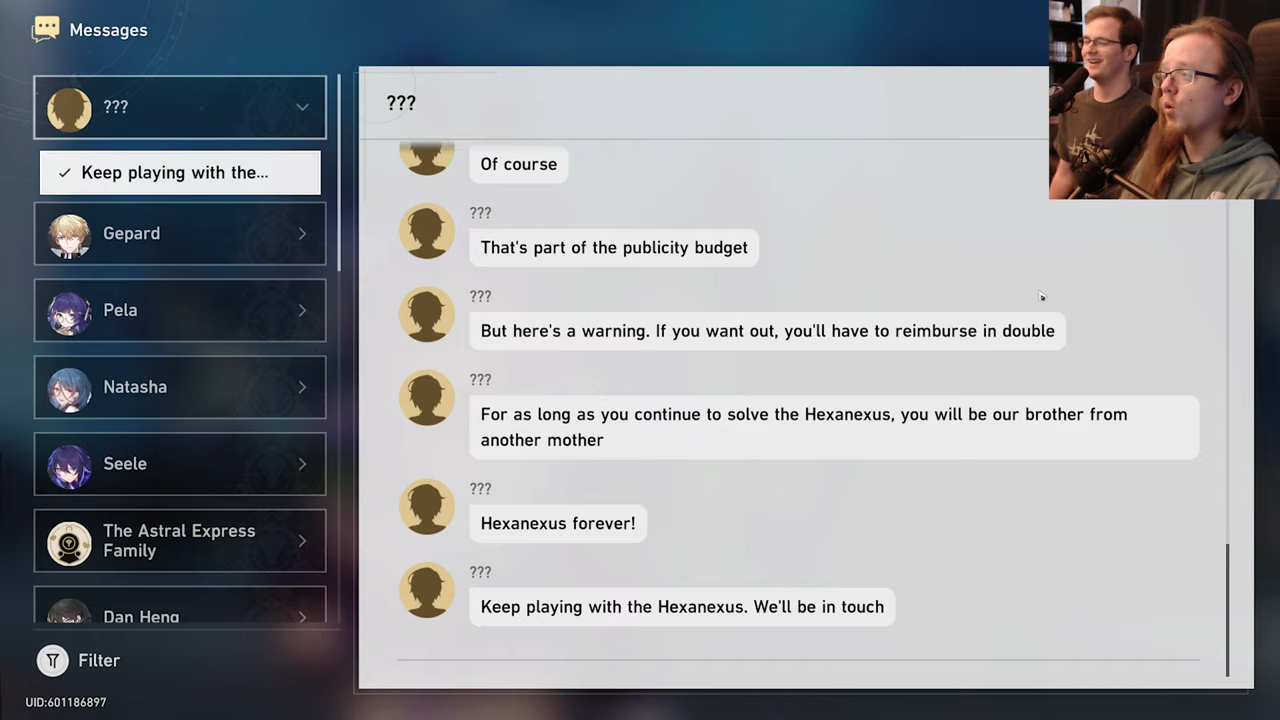 Messages
???
Keep playing with the...
Gepard
Pela
Natasha
Seele
The Astral Express
Family
Dan Heng
Filter
UID:601186897
???
Of course
???
That's part of the publicity budget
???
But here's a warning. If you want out, you'll have to reimburse in double
???
For as long as you continue to solve the Hexanexus, you will be our brother from
another mother
???
Hexanexus forever!
???
Keep playing with the Hexanexus. We'll be in touch